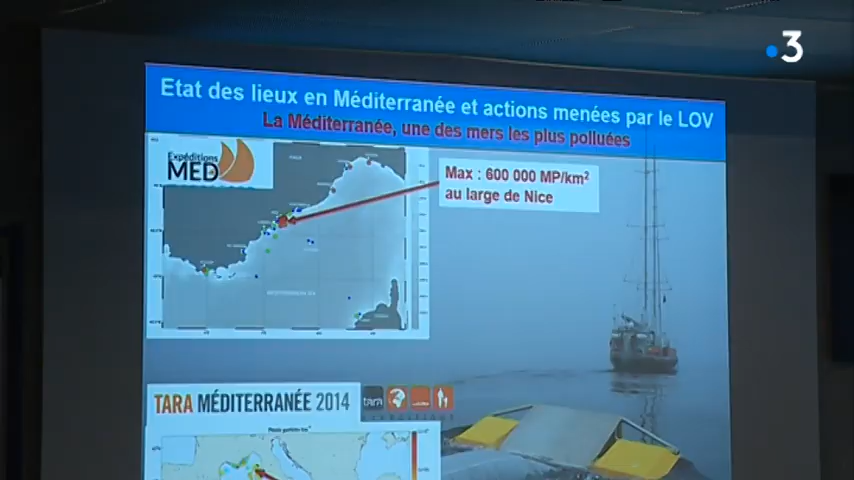 3
Etat des lieux en Méditerranée et actions menées par le LOV
La Méditerranée, une des mers les plus polluées
Expéditions
MED
Max : 600 000 MP/km²
au large de Nice
TARA MÉDITERRANÉE 2014
tara